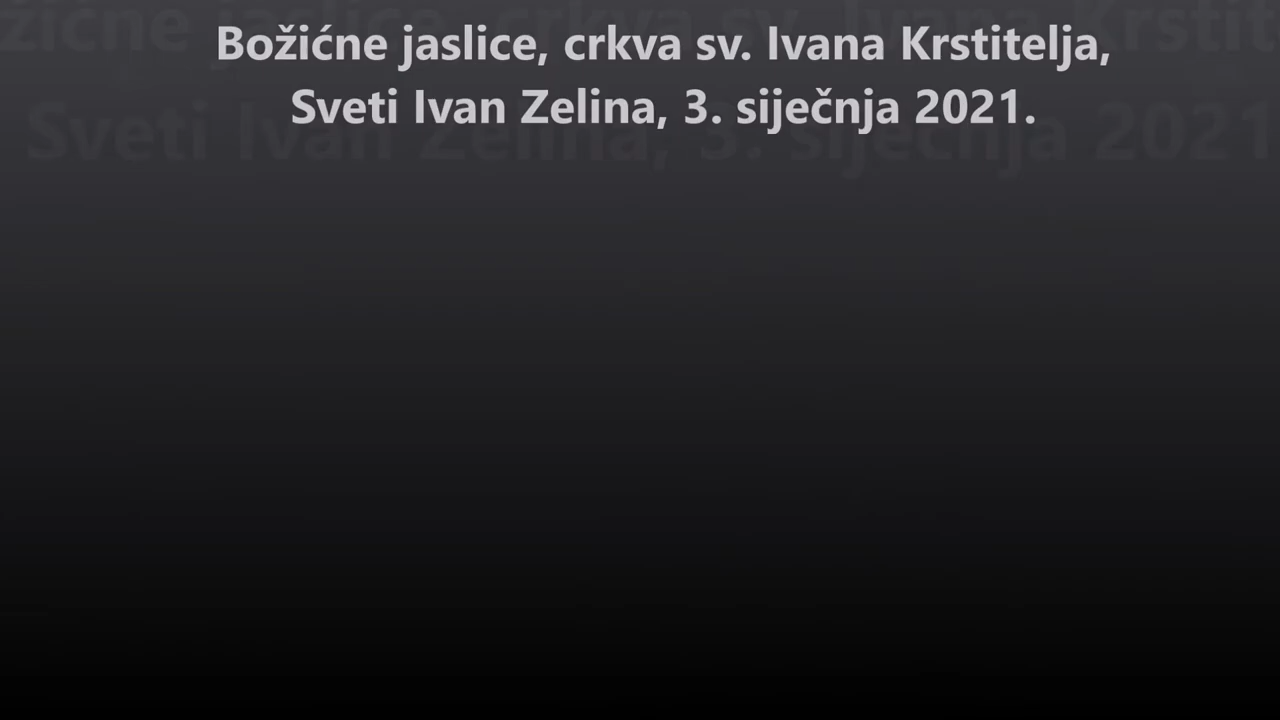 Božićne jaslice, crkva sv. Ivana Krstitelja,
Sveti Ivan Zelina, 3. siječnja 2021.